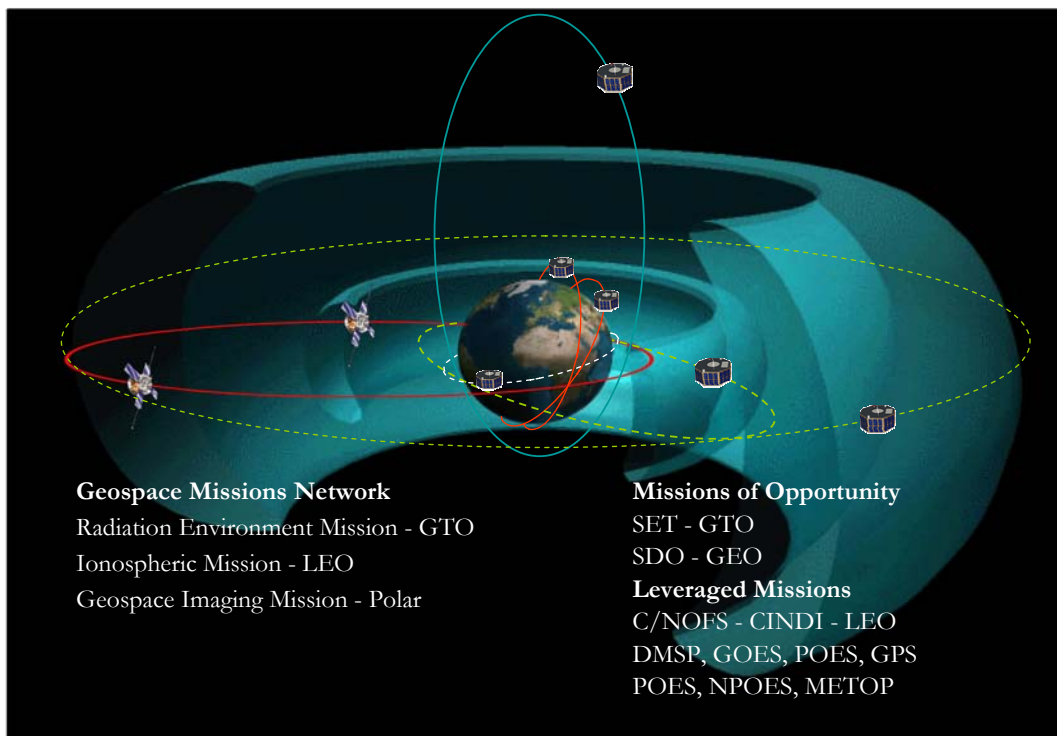 Geospace Missions Network
Radiation Environment Mission - GTO
Ionospheric Mission - LEO
Geospace Imaging Mission - Polar
Missions of Opportunity
SET - GTO
SDO - GEO
Leveraged Missions
C/NOFS - CINDI - LEO
DMSP, GOES, POES, GPS
POES, NPOES, METOP